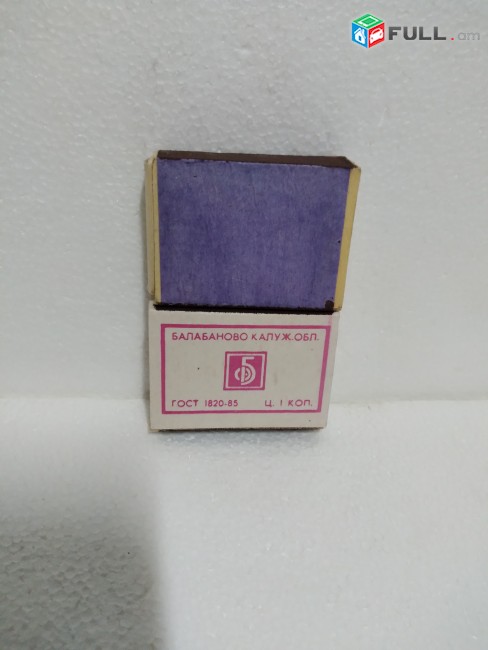 FULL.am
БАЛАБАНОВО КАЛУЖ.ОБЛ.
ГОСТ 1820-85 Ц. 1 КОП.